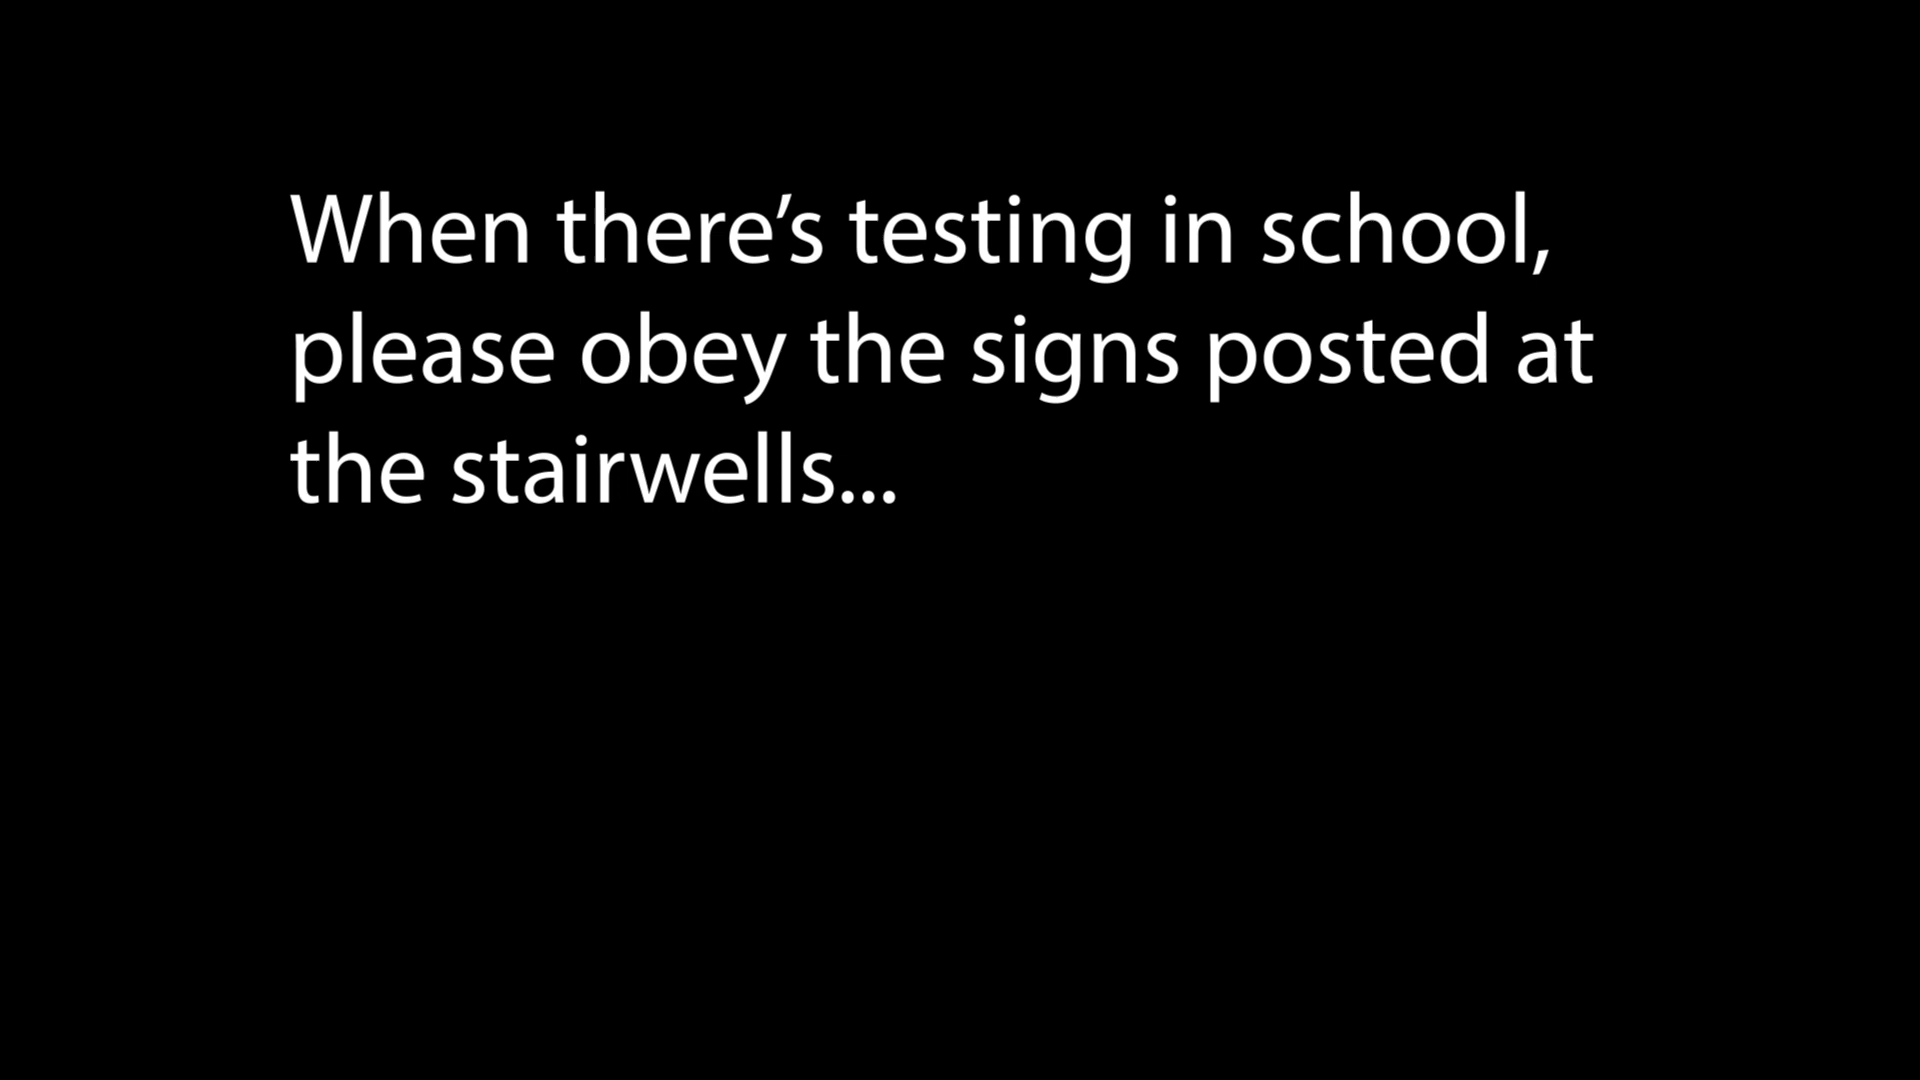 When there’s testing in school,
please obey the signs posted at
the stairwells...